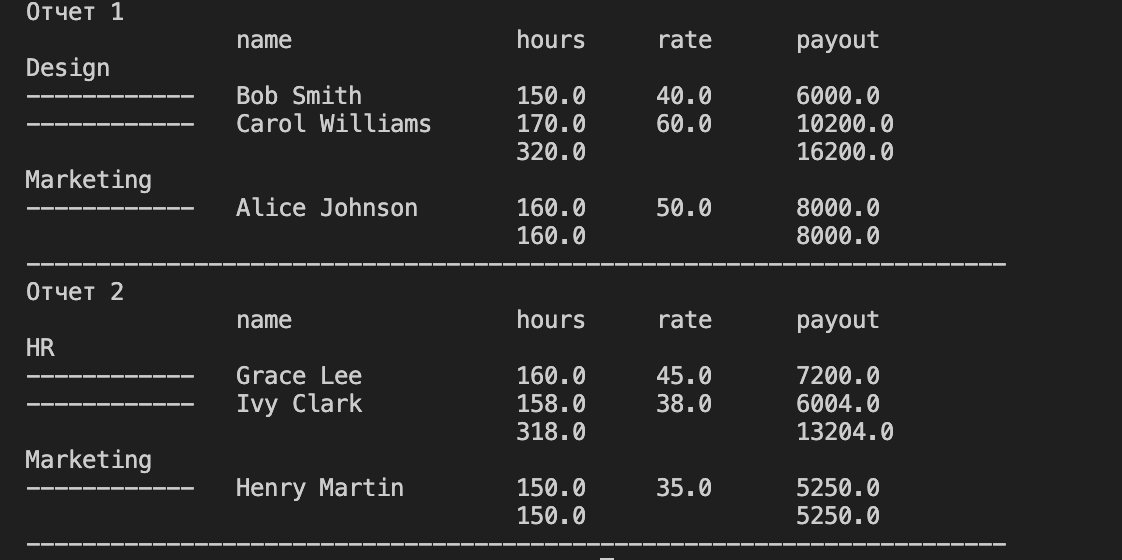 Отчет 1
name hours rate payout
Design
------------ Bob Smith 150.0 40.0 6000.0
------------ Carol Williams 170.0 60.0 10200.0
320.0 16200.0
Marketing
------------ Alice Johnson 160.0 50.0 8000.0
160.0 8000.0
----------------------------------------------------------------------
Отчет 2
name hours rate payout
HR
------------ Grace Lee 160.0 45.0 7200.0
------------ Ivy Clark 158.0 38.0 6004.0
318.0 13204.0
Marketing
------------ Henry Martin 150.0 35.0 5250.0
150.0 5250.0
----------------------------------------------------------------------